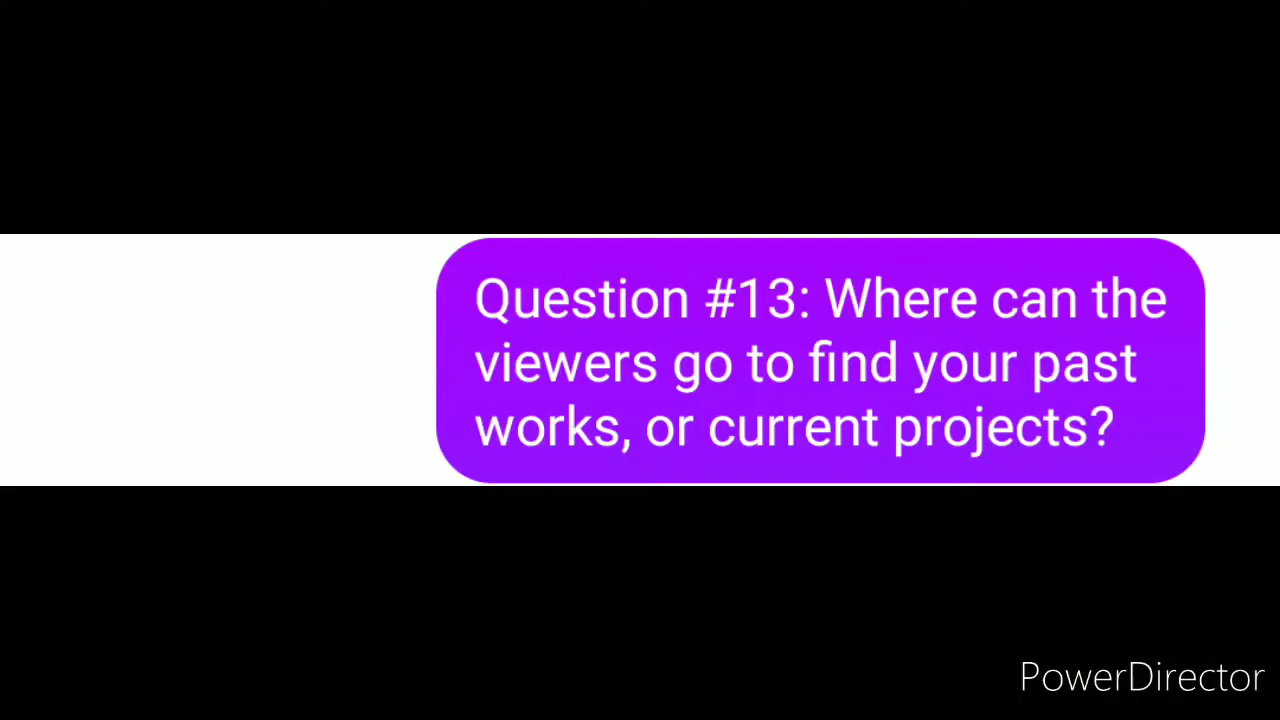 Question #13: Where can the
viewers go to find your past
works, or current projects?
PowerDirector